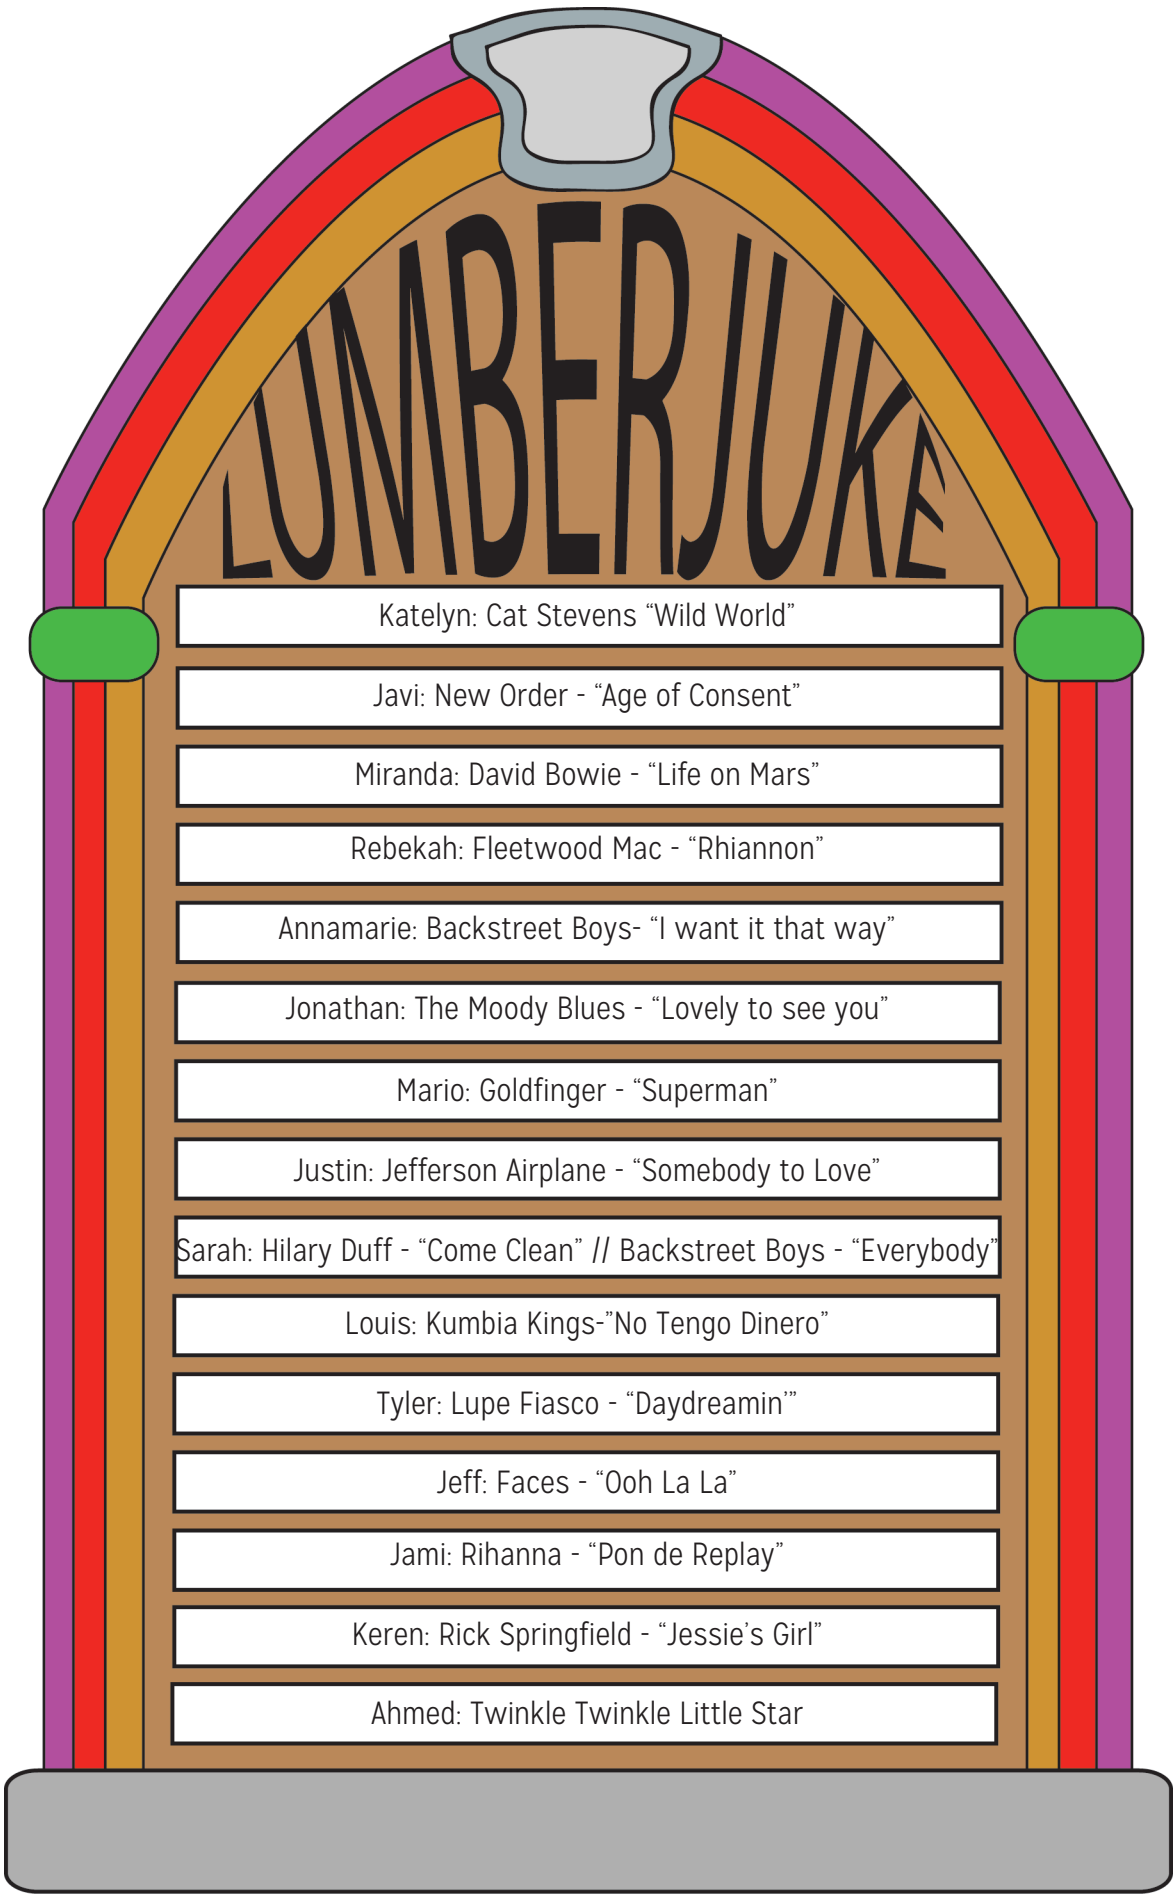 LUMBERJUKE
Katelyn: Cat Stevens “Wild World”
Javi: New Order - “Age of Consent”
Miranda: David Bowie - “Life on Mars”
Rebekah: Fleetwood Mac - “Rhiannon”
Annamarie: Backstreet Boys- “I want it that way”
Jonathan: The Moody Blues - “Lovely to see you”
Mario: Goldfinger - “Superman”
Justin: Jefferson Airplane - “Somebody to Love”
Sarah: Hilary Duff - “Come Clean” // Backstreet Boys - “Everybody”
Louis: Kumbia Kings-”No Tengo Dinero”
Tyler: Lupe Fiasco - “Daydreamin’”
Jeff: Faces - “Ooh La La”
Jami: Rihanna - “Pon de Replay”
Keren: Rick Springfield - “Jessie’s Girl”
Ahmed: Twinkle Twinkle Little Star